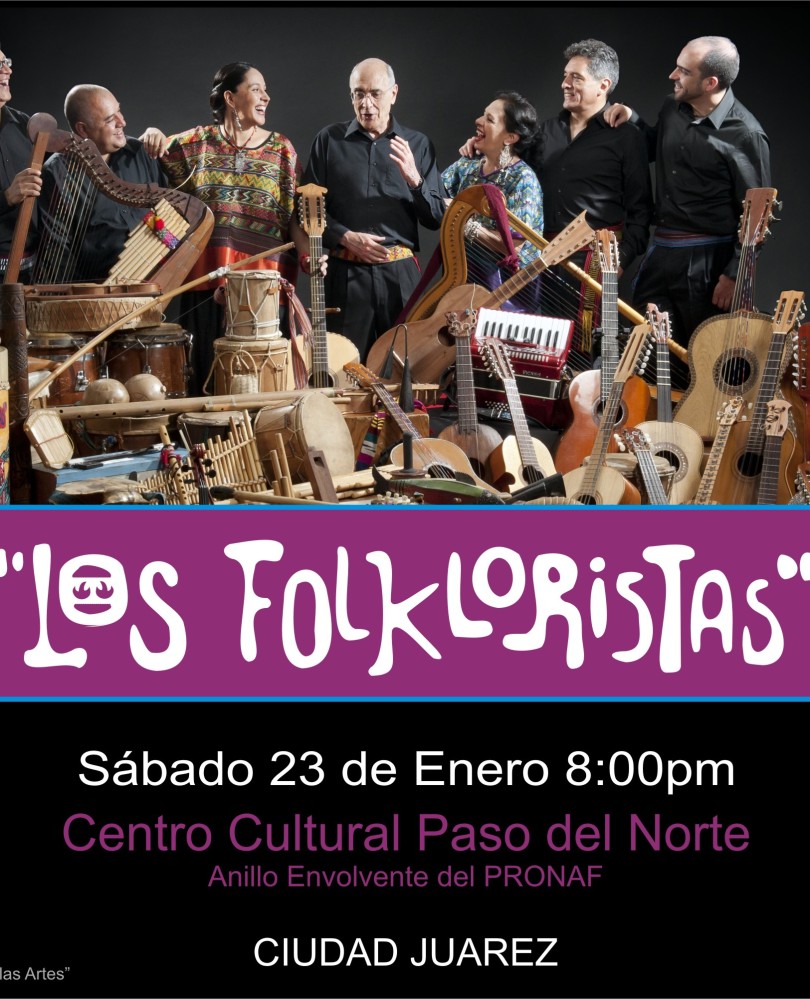 "LOS FOLKLORISTAS"
Sábado 23 de Enero 8:00pm
Centro Cultural Paso del Norte
Anillo Envolvente del PRONAF
CIUDAD JUAREZ
las Artes”